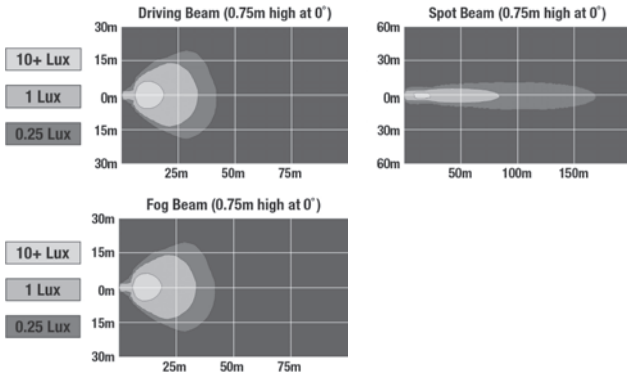 Driving Beam (0.75m high at 0°)
30m
15m
0m
15m
30m
25m 50m 75m
10+ Lux
1 Lux
0.25 Lux
Spot Beam (0.75m high at 0°)
60m
30m
0m
30m
60m
50m 100m 150m
Fog Beam (0.75m high at 0°)
30m
15m
0m
15m
30m
25m 50m 75m
10+ Lux
1 Lux
0.25 Lux